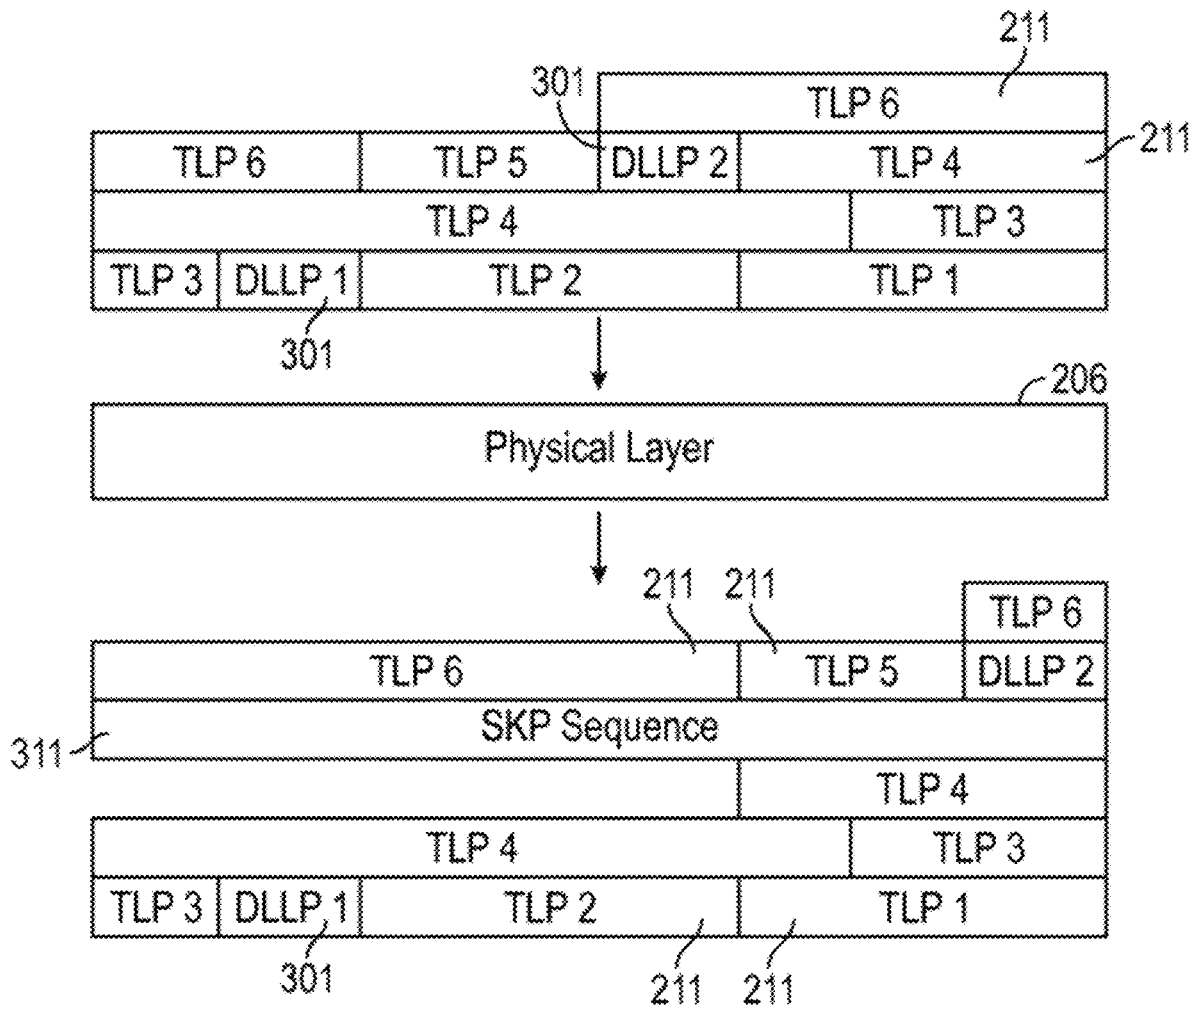 211
301
TLP 6
TLP 6 TLP 5 DLLP 2 TLP 4 211
TLP 4 TLP 3
TLP 3 DLLP 1 TLP 2 TLP 1
301
206
Physical Layer
211 211
TLP 6
TLP 6 TLP 5 DLLP 2
SKP Sequence
311
TLP 4
TLP 4 TLP 3
TLP 3 DLLP 1 TLP 2 TLP 1
301 211 211